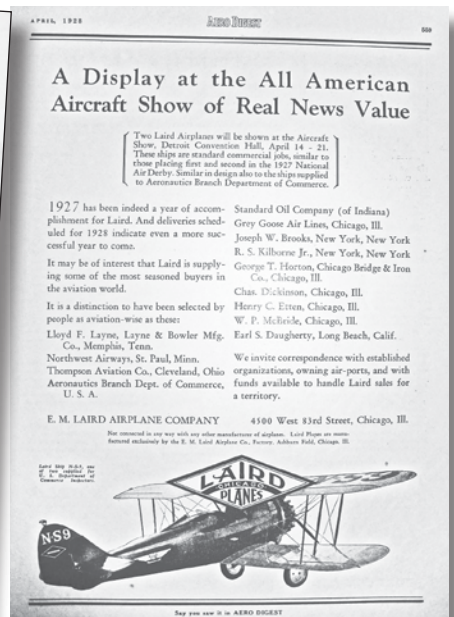 APRIL, 1928
AERO DIGEST
559
A Display at the All American
Aircraft Show of Real News Value
Two Laird Airplanes will be shown at the Aircraft
Show, Detroit Convention Hall, April 14 - 21.
These ships are standard commercial jobs, similar to
those placing first and second in the 1927 National
Air Derby. Similar in design also to the ships supplied
to Aeronautics Branch Department of Commerce.
1927 has been indeed a year of accom-
plishment for Laird. And deliveries sched-
uled for 1928 indicate even a more suc-
cessful year to come.
It may be of interest that Laird is supply-
ing some of the most seasoned buyers in
the aviation world.
It is a distinction to have been selected by
people as aviation-wise as these:
Lloyd F. Layne, Layne & Bowler Mfg.
Co., Memphis, Tenn.
Northwest Airways, St. Paul, Minn.
Thompson Aviation Co., Cleveland, Ohio
Aeronautics Branch Dept. of Commerce,
U. S. A.
Standard Oil Company (of Indiana)
Grey Goose Air Lines, Chicago, Ill.
Joseph W. Brooks, New York, New York
R. S. Kilborne Jr., New York, New York
George T. Horton, Chicago Bridge & Iron
Co., Chicago, Ill.
Chas. Dickinson, Chicago, Ill.
Henry C. Etten, Chicago, Ill.
W. P. McBride, Chicago, Ill.
Earl S. Daugherty, Long Beach, Calif.
We invite correspondence with established
organizations, owning air-ports, and with
funds available to handle Laird sales for
a territory.
E. M. LAIRD AIRPLANE COMPANY
4500 West 83rd Street, Chicago, Ill.
Not connected in any way with any other manufacturer of airplanes. Laird Planes are manu-
factured exclusively by the E. M. Laird Airplane Co., Factory, Ashburn Field, Chicago, Ill.
Laird Ship N-S-9, one
of two supplied for
U. S. Department of
Commerce
LAIRD
CHICAGO
PLANES
N-S9
Say you saw it in AERO DIGEST